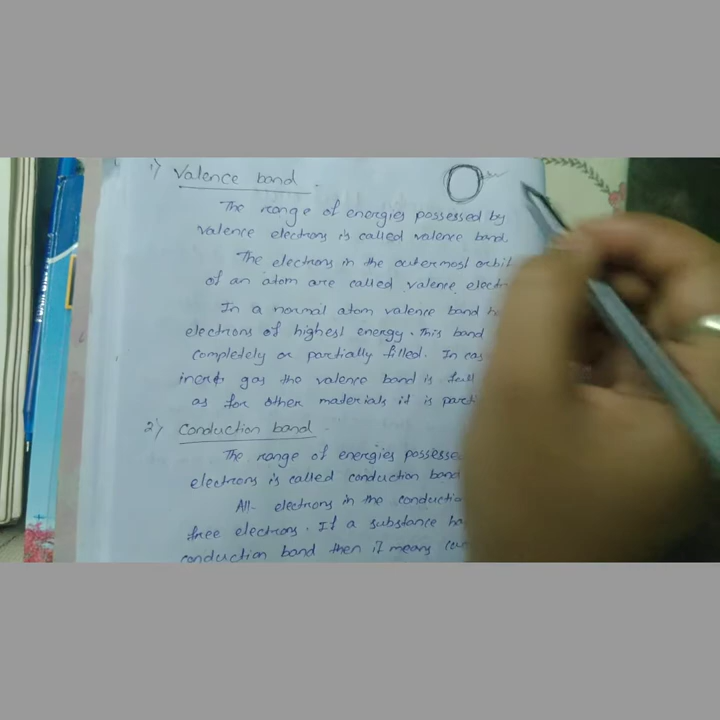 1) Valence band.
The range of energies possessed by
valence electrons is called valence band.
The electrons in the outermost orbit
of an atom are called valence
In a normal atom valence band
electrons of highest energy. This band
completely or partially filled. In
inert gas the valence band is full
as for other materials it is
2) Conduction band.
The range of energies
electrons is called conduction band
All electrons in the
free electrons. If a substance
conduction band then it means